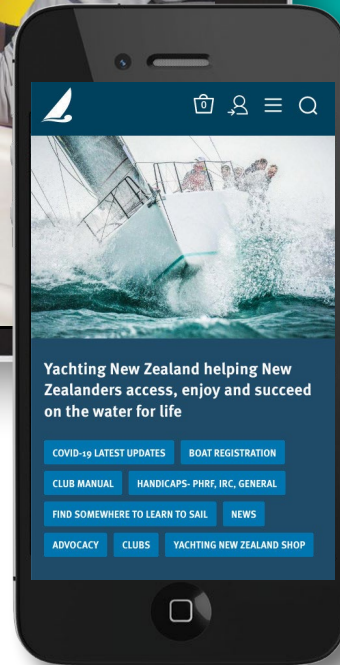 0
Yachting New Zealand helping New
Zealanders access, enjoy and succeed
on the water for life
COVID-19 LATEST UPDATES
BOAT REGISTRATION
CLUB MANUAL
HANDICAPS- PHRF, IRC, GENERAL
FIND SOMEWHERE TO LEARN TO SAIL
NEWS
ADVOCACY
CLUBS
YACHTING NEW ZEALAND SHOP